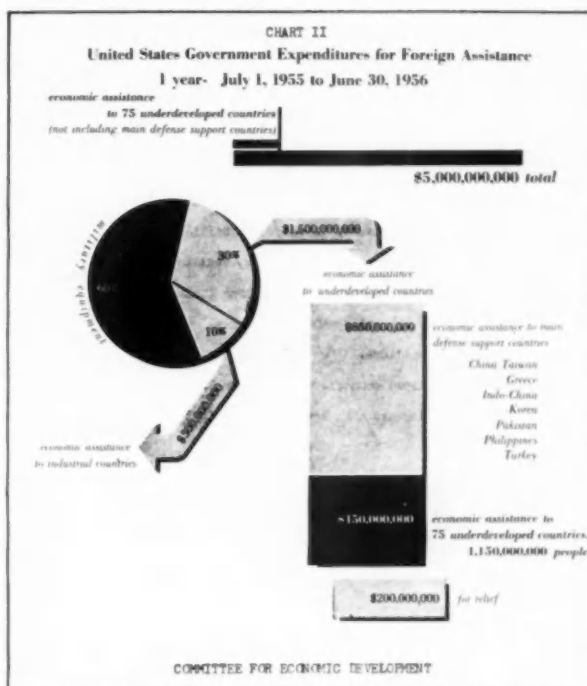 CHART II
United States Government Expenditures for Foreign Assistance
1 year- July 1, 1955 to June 30, 1956
economic assistance
to 75 underdeveloped countries
(not including main defense support countries)
$5,000,000,000 total
military equipment
60%
30%
10%
$1,500,000,000
economic assistance
to underdeveloped countries
$500,000,000
economic assistance
to industrial countries
$850,000,000
economic assistance to main
defense support countries
China Taiwan
Greece
Indo-China
Korea
Pakistan
Philippines
Turkey
$450,000,000
economic assistance to
75 underdeveloped countries,
1,150,000,000 people
$200,000,000
for relief
COMMITTEE FOR ECONOMIC DEVELOPMENT